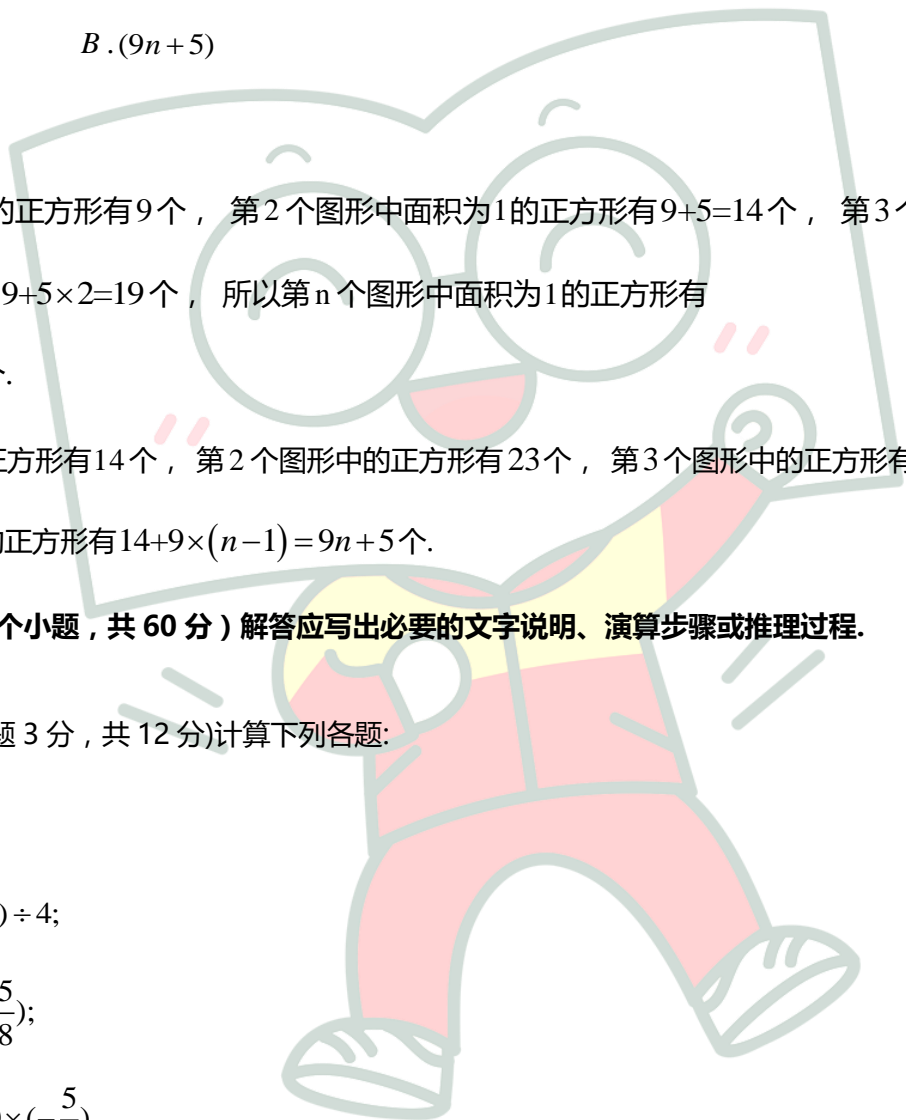 B .(9n+5)
的正方形有9个， 第2个图形中面积为1的正方形有9+5=14个， 第3个
9+5×2=19个， 所以第n个图形中面积为1的正方形有
个.
正方形有14个， 第2个图形中的正方形有23个， 第3个图形中的正方形有
的正方形有14+9×(n−1)=9n+5个.
个小题，共 60 分）解答应写出必要的文字说明、演算步骤或推理过程.
题 3 分，共 12 分)计算下列各题:
)÷4;
5/8);
)×(−5/